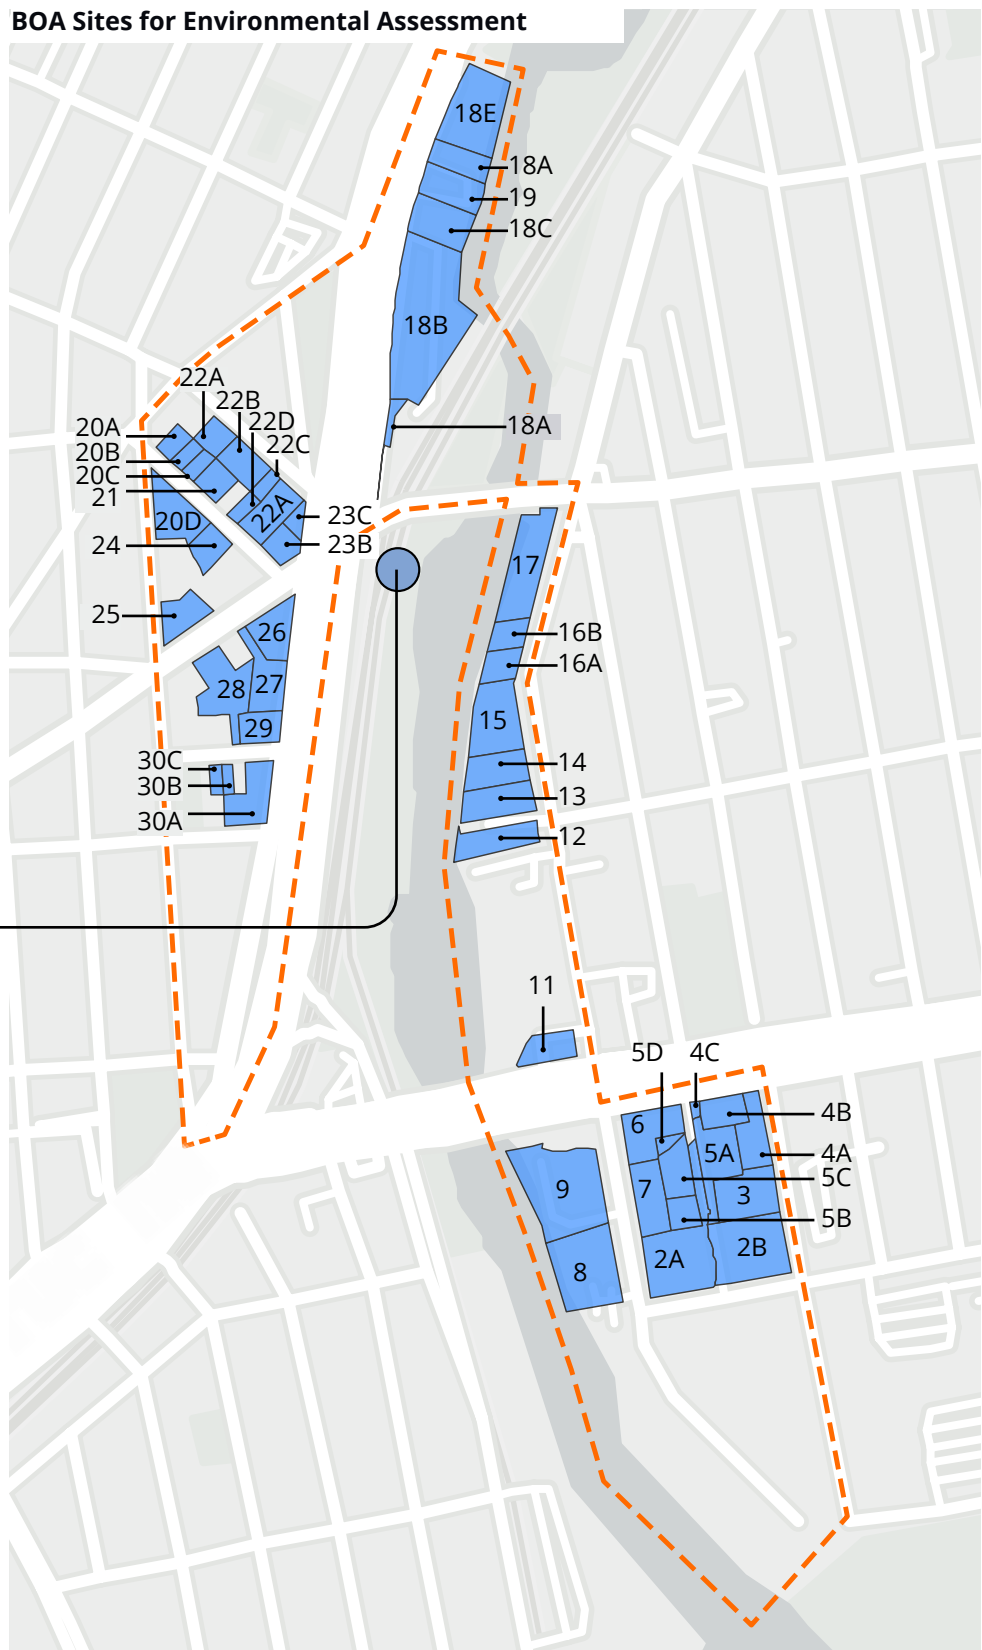 BOA Sites for Environmental Assessment
18E
18A
19
18C
18B
18A
22A
22B
22D
22C
20A
20B
20C
21
20D
22A
23C
23B
24
25
26
27
28
29
30C
30B
30A
17
16B
16A
15
14
13
12
11
5D
4C
6
4B
5A
4A
5C
7
3
5B
9
2A
2B
8